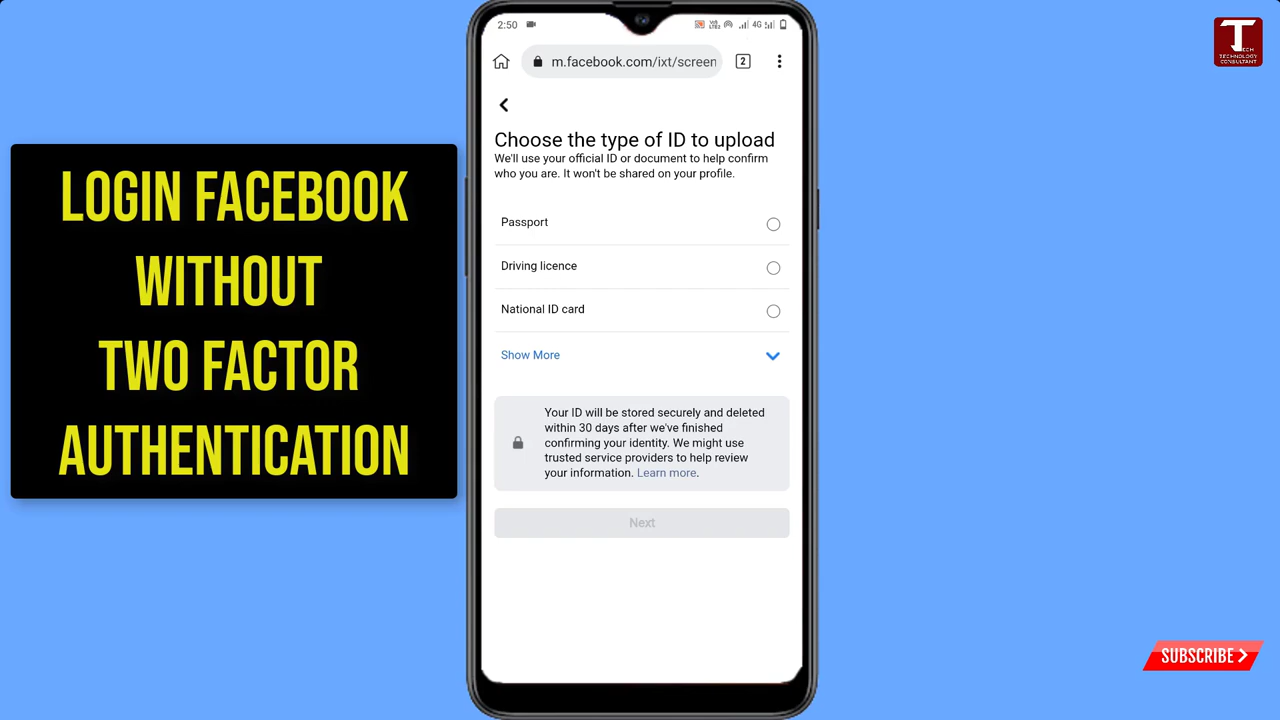 LOGIN FACEBOOK
WITHOUT
TWO FACTOR
AUTHENTICATION
2:50
4G
m.facebook.com/ixt/screen
2
Choose the type of ID to upload
We'll use your official ID or document to help confirm
who you are. It won't be shared on your profile.
Passport
Driving licence
National ID card
Show More
Your ID will be stored securely and deleted
within 30 days after we've finished
confirming your identity. We might use
trusted service providers to help review
your information. Learn more.
Next
TECH
TECHNOLOGY
CONSULTANT
SUBSCRIBE